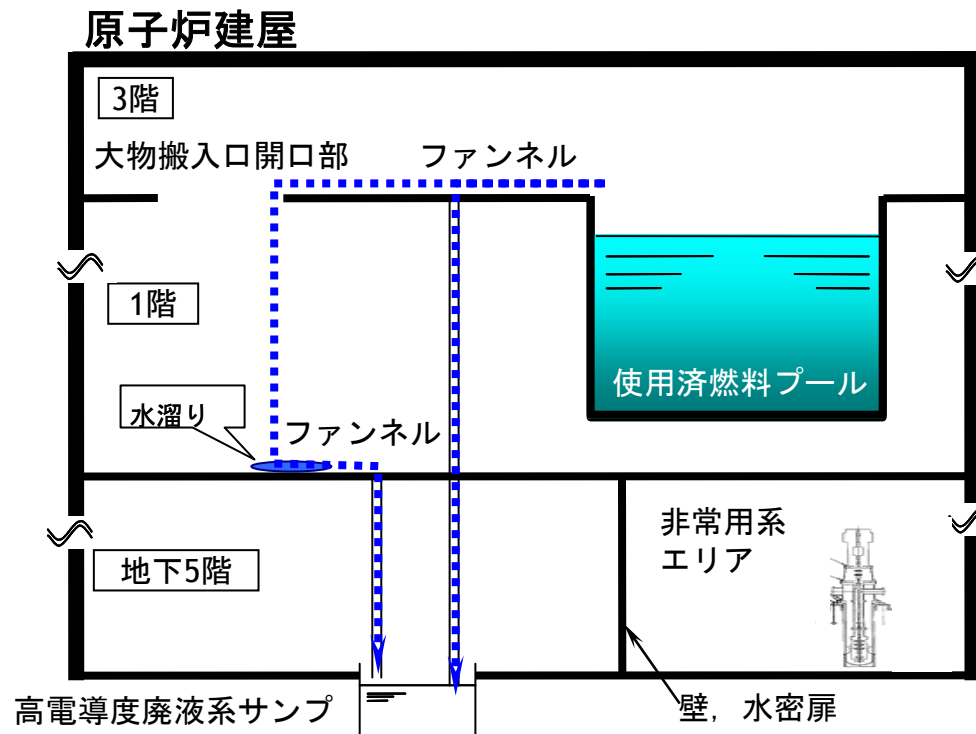 原子炉建屋
3階
大物搬入口開口部
ファンネル
1階
使用済燃料プール
水溜り
ファンネル
非常用系
エリア
地下5階
高電導度廃液系サンプ
壁，水密扉